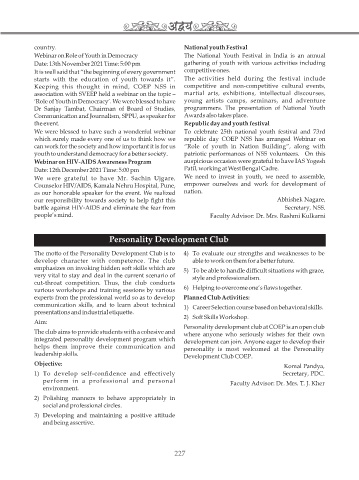 अद्वय
country.
Webinar on Role of Youth in Democracy
Date: 13th November 2021 Time: 5:00 pm
It is well said that "the beginning of every government
starts with the education of youth towards it".
Keeping this thought in mind, COEP NSS in
association with SVEEP held a webinar on the topic –
'Role of Youth in Democracy'. We were blessed to have
Dr Sanjay Tambat, Chairman of Board of Studies,
Communication and Journalism, SPPU, as speaker for
the event.
We were blessed to have such a wonderful webinar
which surely made every one of us to think how we
can work for the society and how important it is for us
youth to understand democracy for a better society.
Webinar on HIV-AIDS Awareness Program
Date: 12th December 2021 Time: 5:00 pm
We were grateful to have Mr. Sachin Ujgare,
Counselor HIV/AIDS, Kamala Nehru Hospital, Pune,
as our honorable speaker for the event. We realized
our responsibility towards society to help fight this
battle against HIV-AIDS and eliminate the fear from
people's mind.
National youth Festival
The National Youth Festival in India is an annual
gathering of youth with various activities including
competitive ones.
The activities held during the festival include
competitive and non-competitive cultural events,
martial arts, exhibitions, intellectual discourses,
young artists camps, seminars, and adventure
programmes. The presentation of National Youth
Awards also takes place.
Republic day and youth festival
To celebrate 25th national youth festival and 73rd
republic day COEP NSS has arranged Webinar on
"Role of youth in Nation Building", along with
patriotic performances of NSS volunteers. On this
auspicious occasion were grateful to have IAS Yogesh
Patil, working at West Bengal Cadre.
We need to invest in youth, we need to assemble,
empower ourselves and work for development of
nation.
Abhishek Nagare,
Secretary, NSS.
Faculty Advisor: Dr. Mrs. Rashmi Kulkarni
Personality Development Club
The motto of the Personality Development Club is to
develop character with competence. The club
emphasizes on invoking hidden soft skills which are
very vital to stay and deal in the current scenario of
cut-throat competition. Thus, the club conducts
various workshops and training sessions by various
experts from the professional world so as to develop
communication skills, and to learn about technical
presentations and industrial etiquette.
Aim:
The club aims to provide students with a cohesive and
integrated personality development program which
helps them improve their communication and
leadership skills.
Objective:
1) To develop self-confidence and effectively
perform in a professional and personal
environment.
2) Polishing manners to behave appropriately in
social and professional circles.
3) Developing and maintaining a positive attitude
and being assertive.
4) To evaluate our strengths and weaknesses to be
able to work on them for a better future.
5) To be able to handle difficult situations with grace,
style and professionalism.
6) Helping to overcome one's flaws together.
Planned Club Activities:
1) Career Selection course based on behavioral skills.
2) Soft Skills Workshop
Personality development club at COEP is an open club
where anyone who seriously wishes for their own
development can join. Anyone eager to develop their
personality is most welcomed at the Personality
Development Club COEP.
Komal Pandya,
Secretary, PDC.
Faculty Advisor: Dr. Mrs. T. J. Kher
227